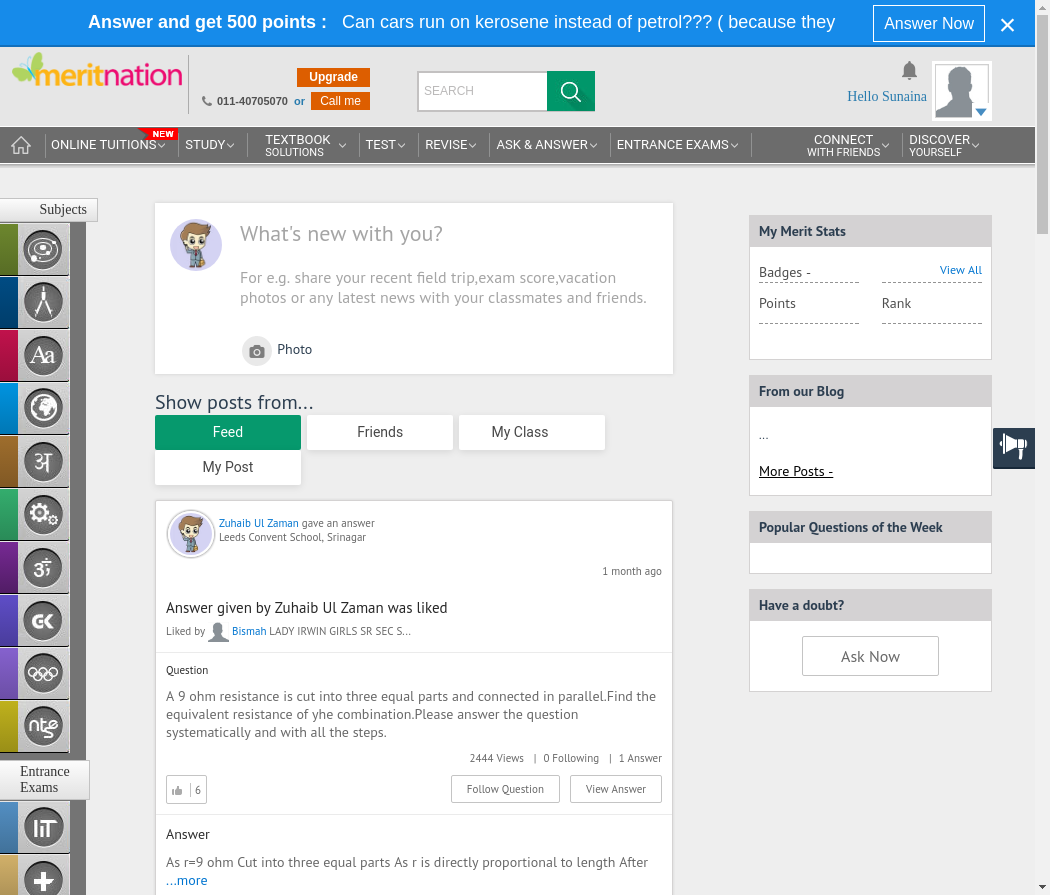 Answer and get 500 points : Can cars run on kerosene instead of petrol??? ( because they
Answer Now
meritnation
Upgrade
011-40705070 or Call me
SEARCH
Hello Sunaina
NEW
ONLINE TUITIONS
STUDY
TEXTBOOK
SOLUTIONS
TEST
REVISE
ASK & ANSWER
ENTRANCE EXAMS
CONNECT
WITH FRIENDS
DISCOVER
YOURSELF
Subjects
Aa
अ
ॐ
GK
ntse
Entrance
Exams
IIT
What's new with you?
For e.g. share your recent field trip,exam score,vacation
photos or any latest news with your classmates and friends.
Photo
Show posts from...
Feed
Friends
My Class
My Post
Zuhaib Ul Zaman gave an answer
Leeds Convent School, Srinagar
1 month ago
Answer given by Zuhaib Ul Zaman was liked
Liked by Bismah LADY IRWIN GIRLS SR SEC S...
Question
A 9 ohm resistance is cut into three equal parts and connected in parallel.Find the
equivalent resistance of yhe combination.Please answer the question
systematically and with all the steps.
2444 Views | 0 Following | 1 Answer
6
Follow Question
View Answer
Answer
As r=9 ohm Cut into three equal parts As r is directly proportional to length After
...more
My Merit Stats
Badges -
View All
Points
Rank
From our Blog
...
More Posts -
Popular Questions of the Week
Have a doubt?
Ask Now